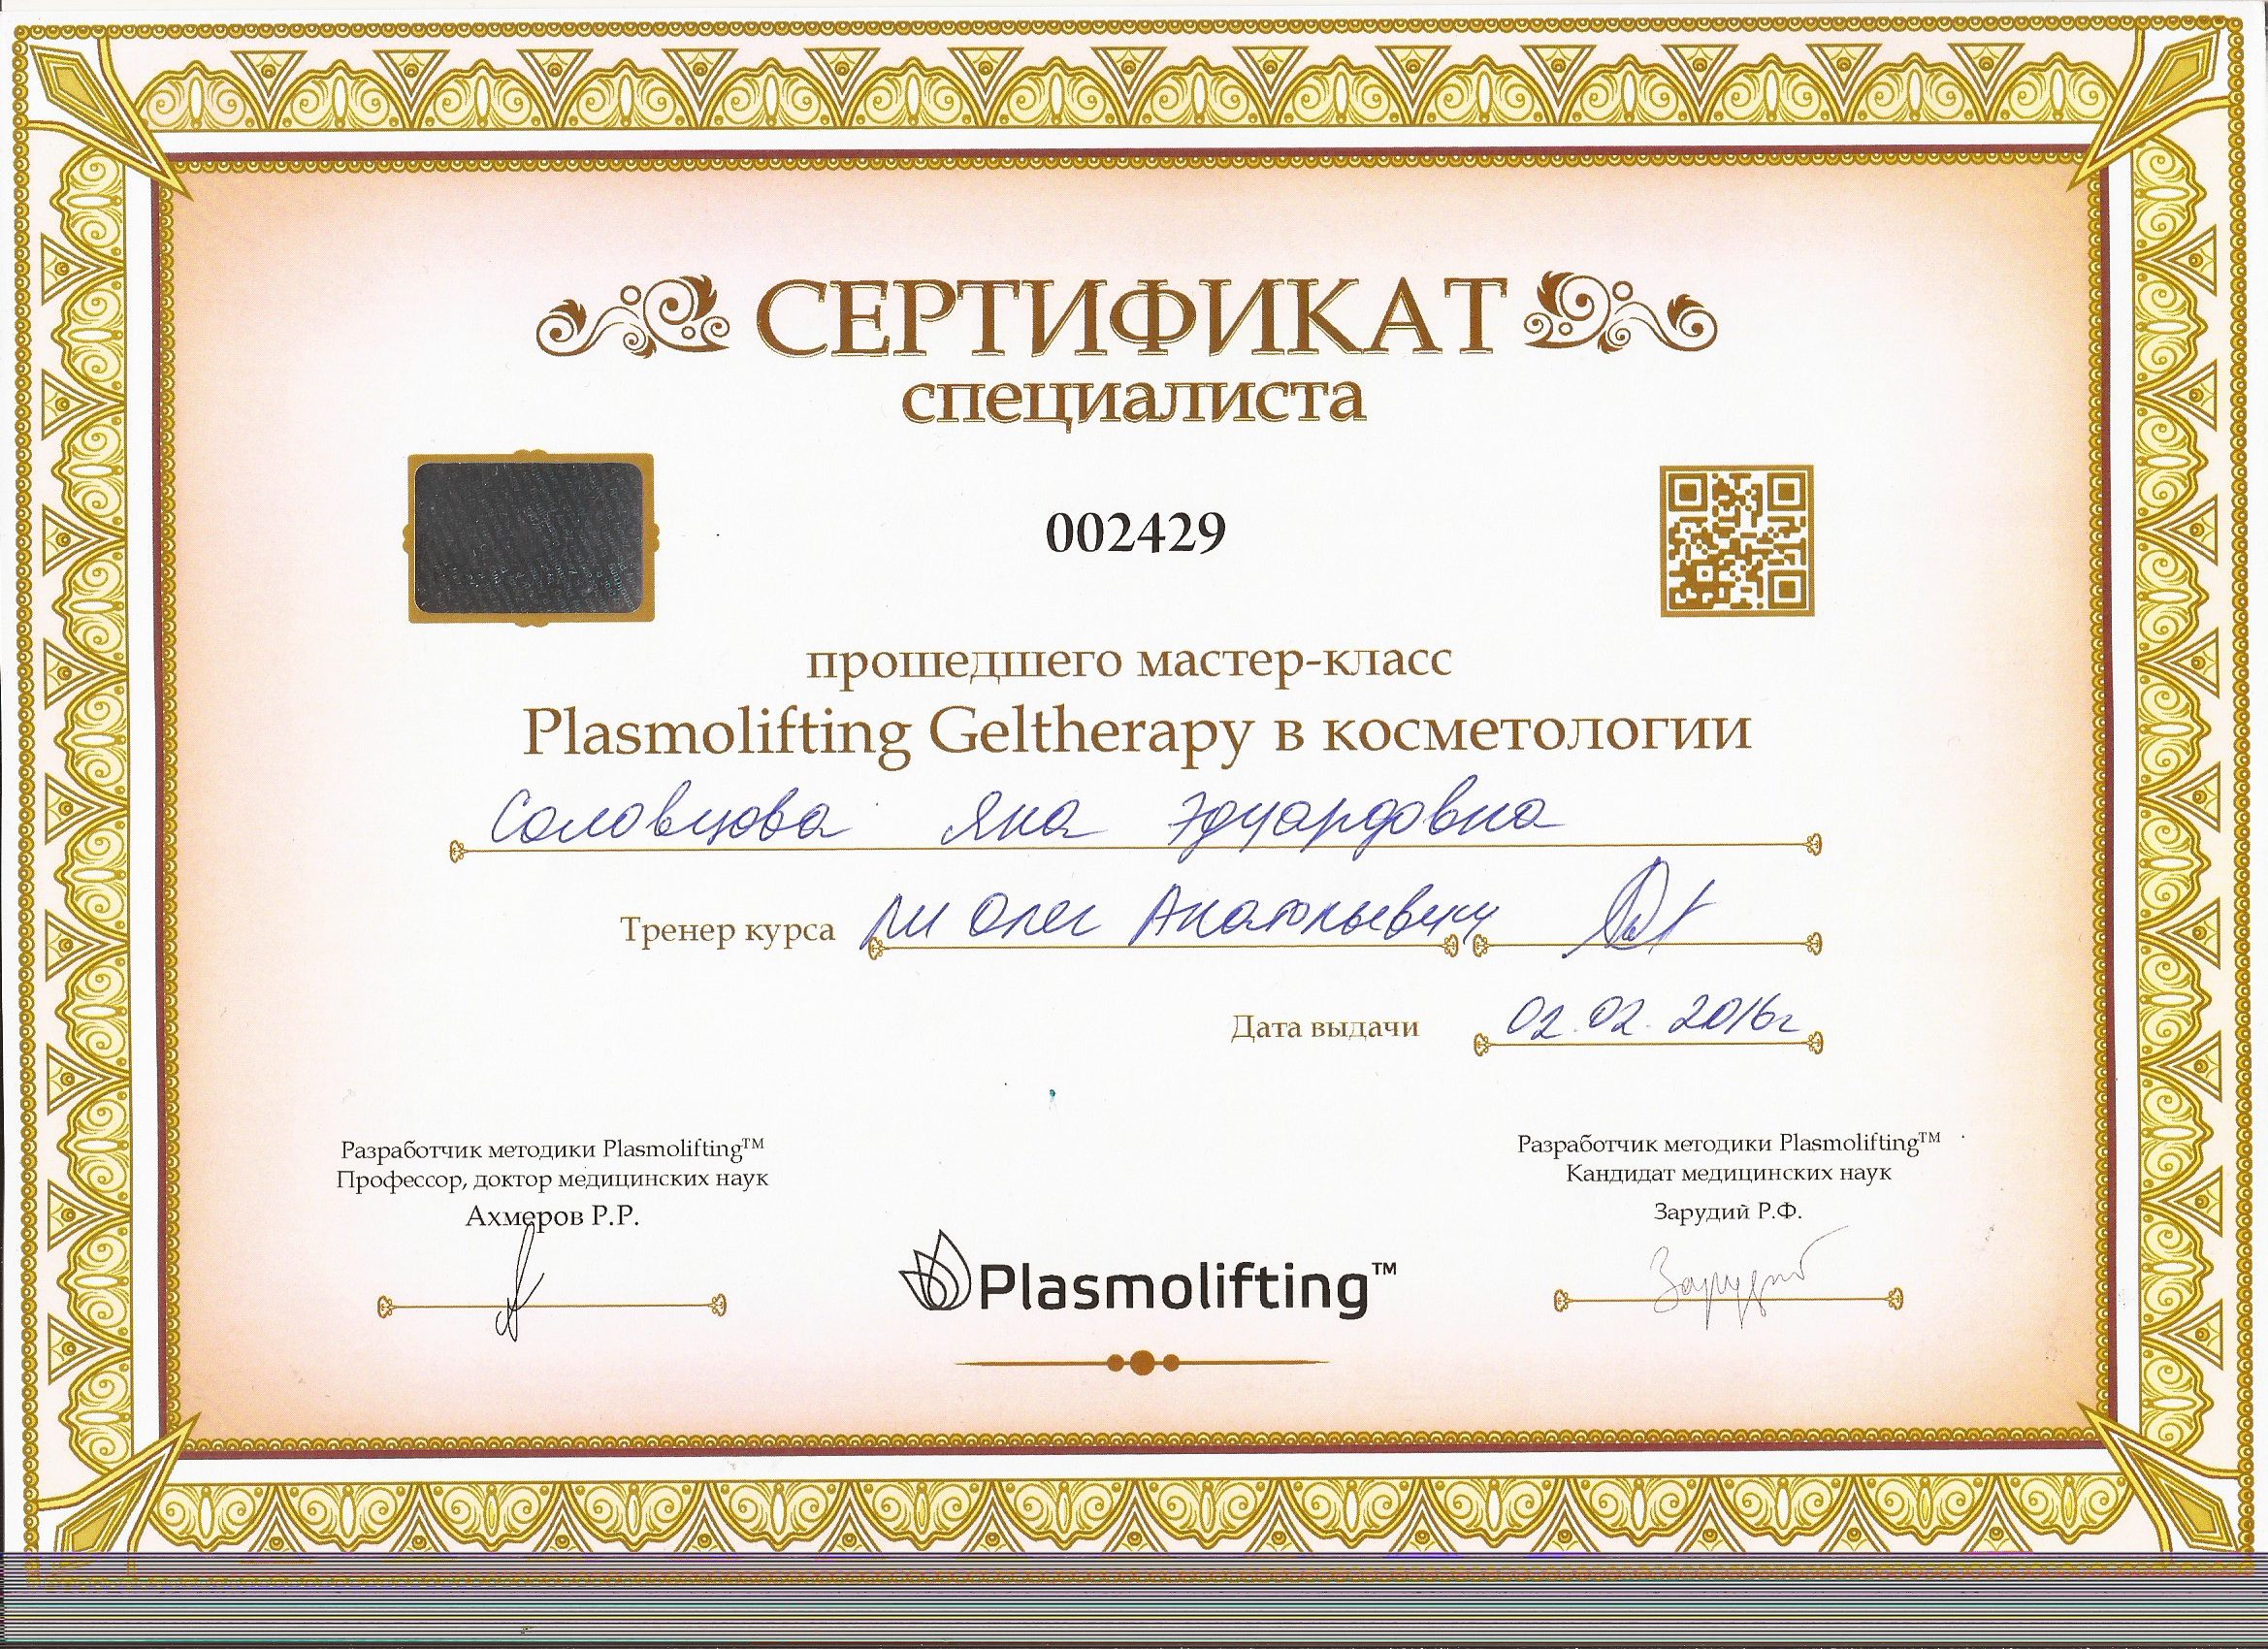 СЕРТИФИКАТ
специалиста
002429
прошедшего мастер-класс
Plasmolifting Geltherapy в косметологии
Соловцова Яна Эдуардовна
Тренер курса Ли Олег Анатольевич
Дата выдачи 02.02.2016г
Разработчик методики Plasmolifting™
Профессор, доктор медицинских наук
Ахмеров Р.Р.
Разработчик методики Plasmolifting™
Кандидат медицинских наук
Зарудий Р.Ф.
Зарудий
Plasmolifting™